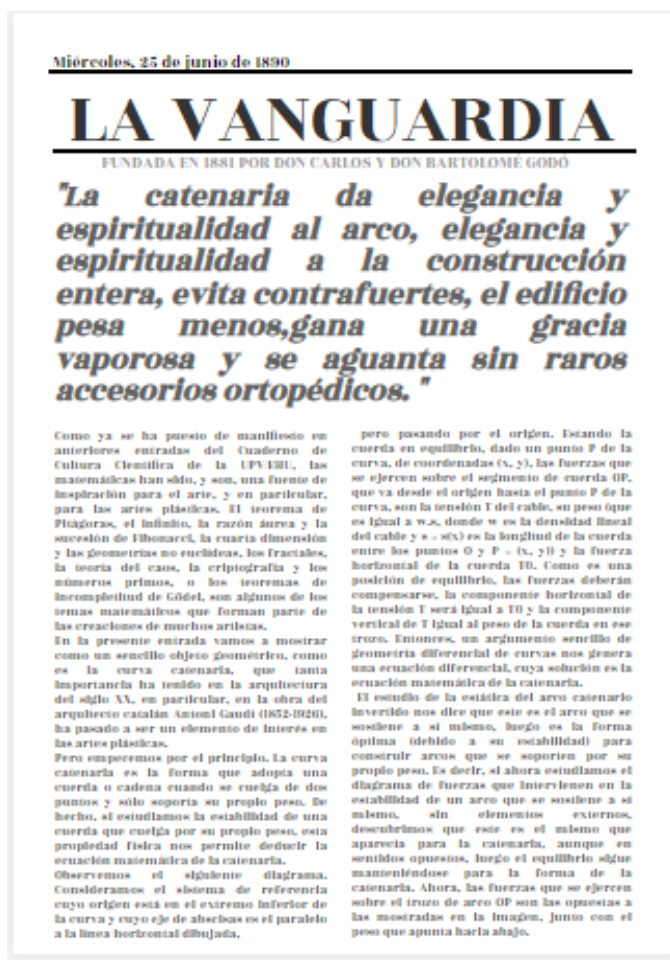 Miércoles, 25 de junio de 1890
LA VANGUARDIA
FUNDADA EN 1881 POR DON CARLOS Y DON BARTOLOMÉ GODÓ
"La catenaria da elegancia y
espiritualidad al arco, elegancia y
espiritualidad a la construcción
entera, evita contrafuertes, el edificio
pesa menos,gana una gracia
vaporosa y se aguanta sin raros
accesorios ortopédicos. "
Como ya se ha puesto de manifiesto en
anteriores entradas del Cuaderno de
Cultura Científica de la UPV/EHU, las
matemáticas han sido, y son, una fuente de
inspiración para el arte, y en particular,
para las artes plásticas. El teorema de
Pitágoras, el infinito, la razón áurea y la
sucesión de Fibonacci, la cuarta dimensión
y las geometrías no euclídeas, los fractales,
la teoría del caos, la criptografía y los
números primos, o los teoremas de
incompletitud de Gödel, son algunos de los
temas matemáticos que forman parte de
las creaciones de muchos artistas.
En la presente entrada vamos a mostrar
como un sencillo objeto geométrico, como
es la curva catenaria, que tanta
importancia ha tenido en la arquitectura
del siglo XX, en particular, en la obra del
arquitecto catalán Antoni Gaudí (1852-1926),
ha pasado a ser un elemento de interés en
las artes plásticas.
Pero empecemos por el principio. La curva
catenaria es la forma que adopta una
cuerda o cadena cuando se cuelga de dos
puntos y sólo soporta su propio peso. De
hecho, si estudiamos la estabilidad de una
cuerda que cuelga por su propio peso, esta
propiedad física nos permite deducir la
ecuación matemática de la catenaria.
Observemos el siguiente diagrama.
Consideramos el sistema de referencia
cuyo origen está en el extremo inferior de
la curva y cuyo eje de abscisas es el paralelo
a la línea horizontal dibujada,
pero pasando por el origen. Estando la
cuerda en equilibrio, dado un punto P de la
curva, de coordenadas (x, y), las fuerzas que
se ejercen sobre el segmento de cuerda OP,
que va desde el origen hasta el punto P de la
curva, son la tensión T del cable, su peso (que
es igual a w.s, donde w es la densidad lineal
del cable y s = s(x) es la longitud de la cuerda
entre los puntos O y P = (x, y)) y la fuerza
horizontal de la cuerda T0. Como es una
posición de equilibrio, las fuerzas deberán
compensarse, la componente horizontal de
la tensión T será igual a T0 y la componente
vertical de T igual al peso de la cuerda en ese
trozo. Entonces, un argumento sencillo de
geometría diferencial de curvas nos genera
una ecuación diferencial, cuya solución es la
ecuación matemática de la catenaria.
El estudio de la estática del arco catenario
invertido nos dice que este es el arco que se
sostiene a sí mismo, luego es la forma
óptima (debido a su estabilidad) para
construir arcos que se soporten por su
propio peso. Es decir, si ahora estudiamos el
diagrama de fuerzas que intervienen en la
estabilidad de un arco que se sostiene a sí
mismo, sin elementos externos,
descubrimos que este es el mismo que
aparecía para la catenaria, aunque en
sentidos opuestos, luego el equilibrio sigue
manteniéndose para la forma de la
catenaria. Ahora, las fuerzas que se ejercen
sobre el trozo de arco OP son las opuestas a
las mostradas en la imagen, junto con el
peso que apunta hacia abajo.